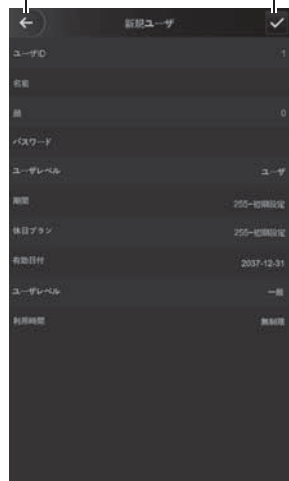 新規ユーザ
ユーザID 1
名前
顔 0
パスワード
ユーザレベル ユーザ
期間 255-初期設定
休日プラン 255-初期設定
有効日付 2037-12-31
ユーザレベル 一般
利用時間 無制限